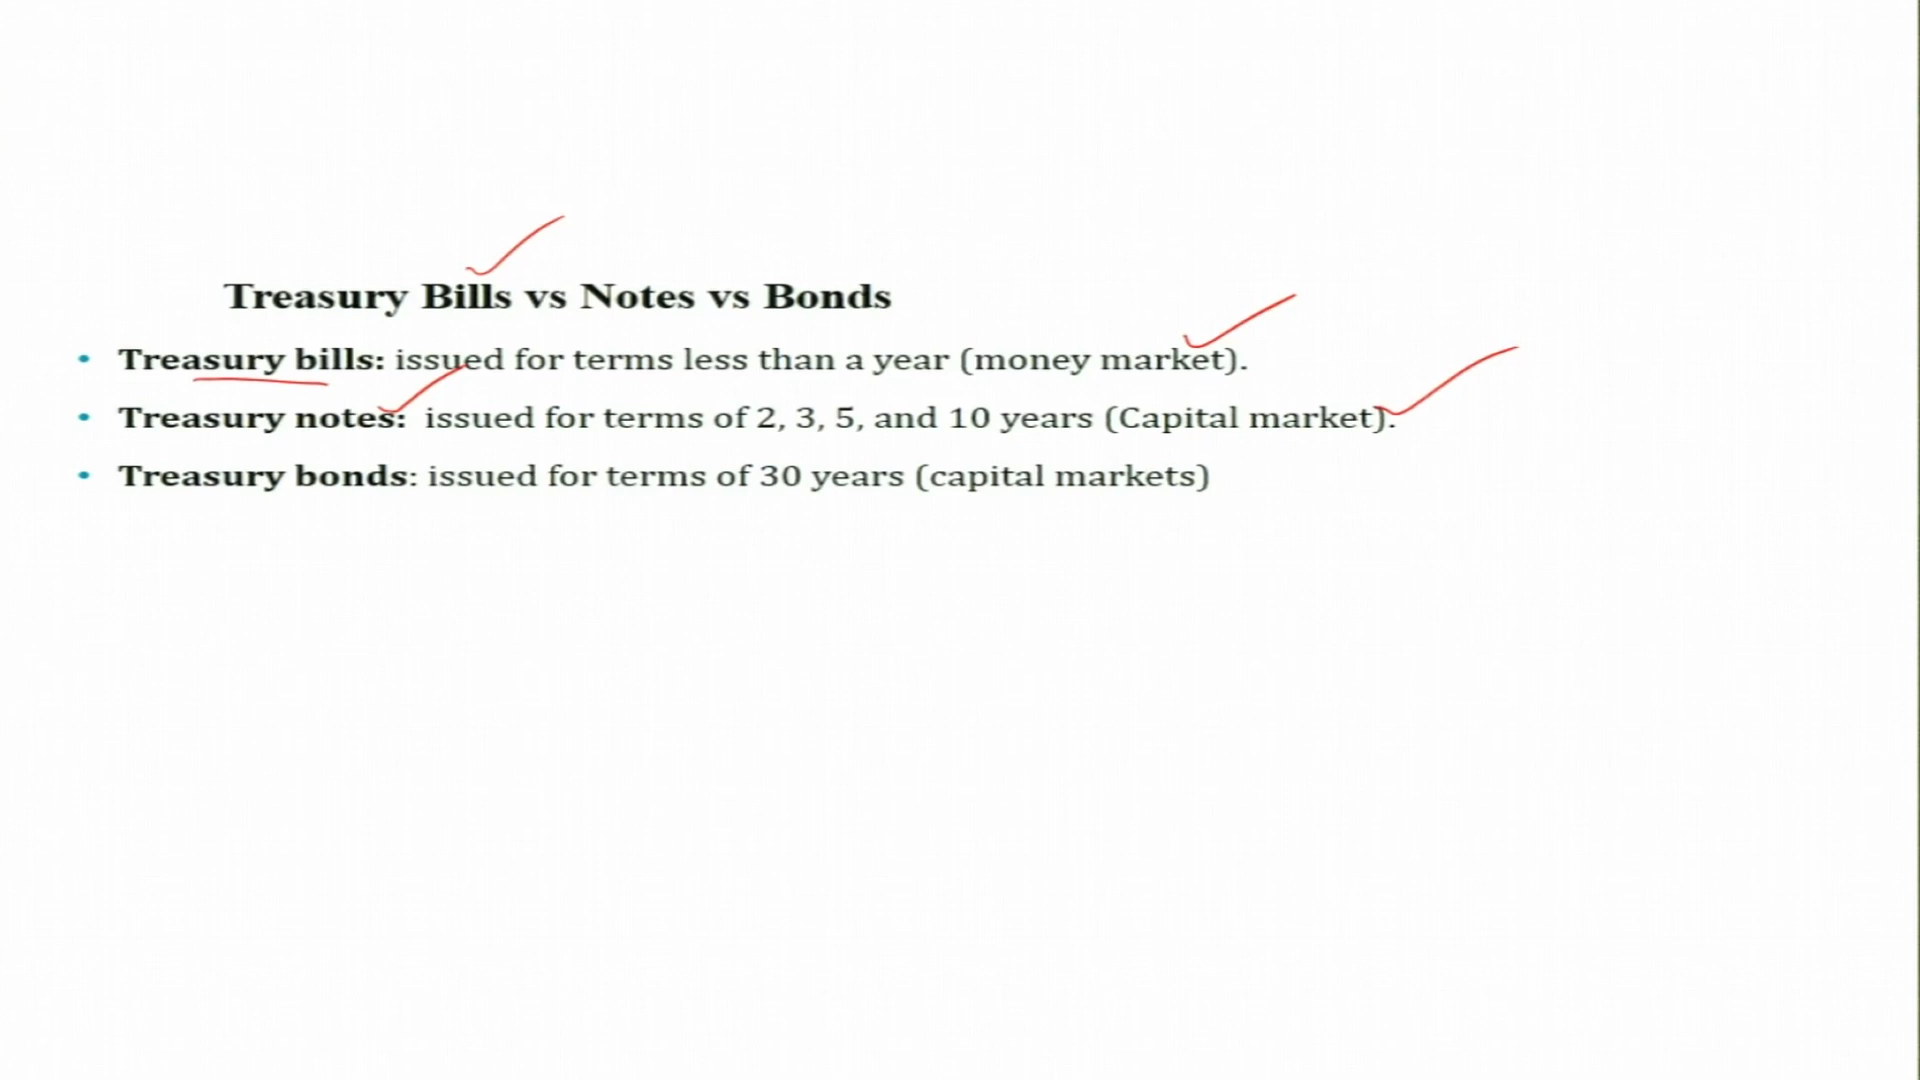 Treasury Bills vs Notes vs Bonds
• Treasury bills: issued for terms less than a year (money market).
• Treasury notes: issued for terms of 2, 3, 5, and 10 years (Capital market).
• Treasury bonds: issued for terms of 30 years (capital markets)